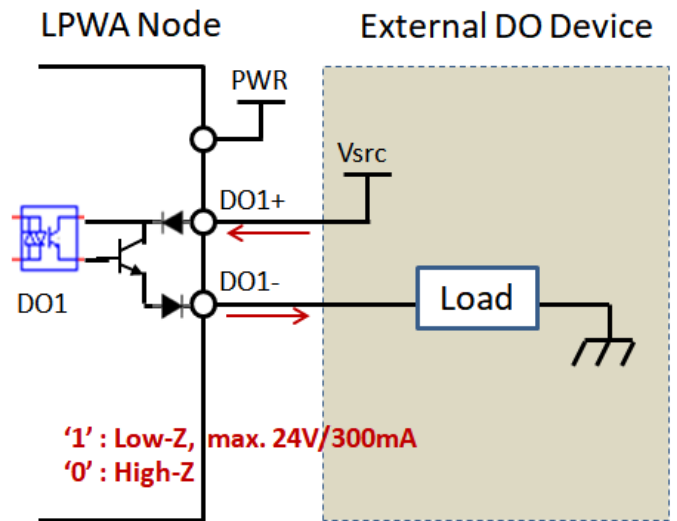 LPWA Node
External DO Device
PWR
Vsrc
DO1+
DO1
DO1-
Load
‘1’ : Low-Z, max. 24V/300mA
‘0’ : High-Z